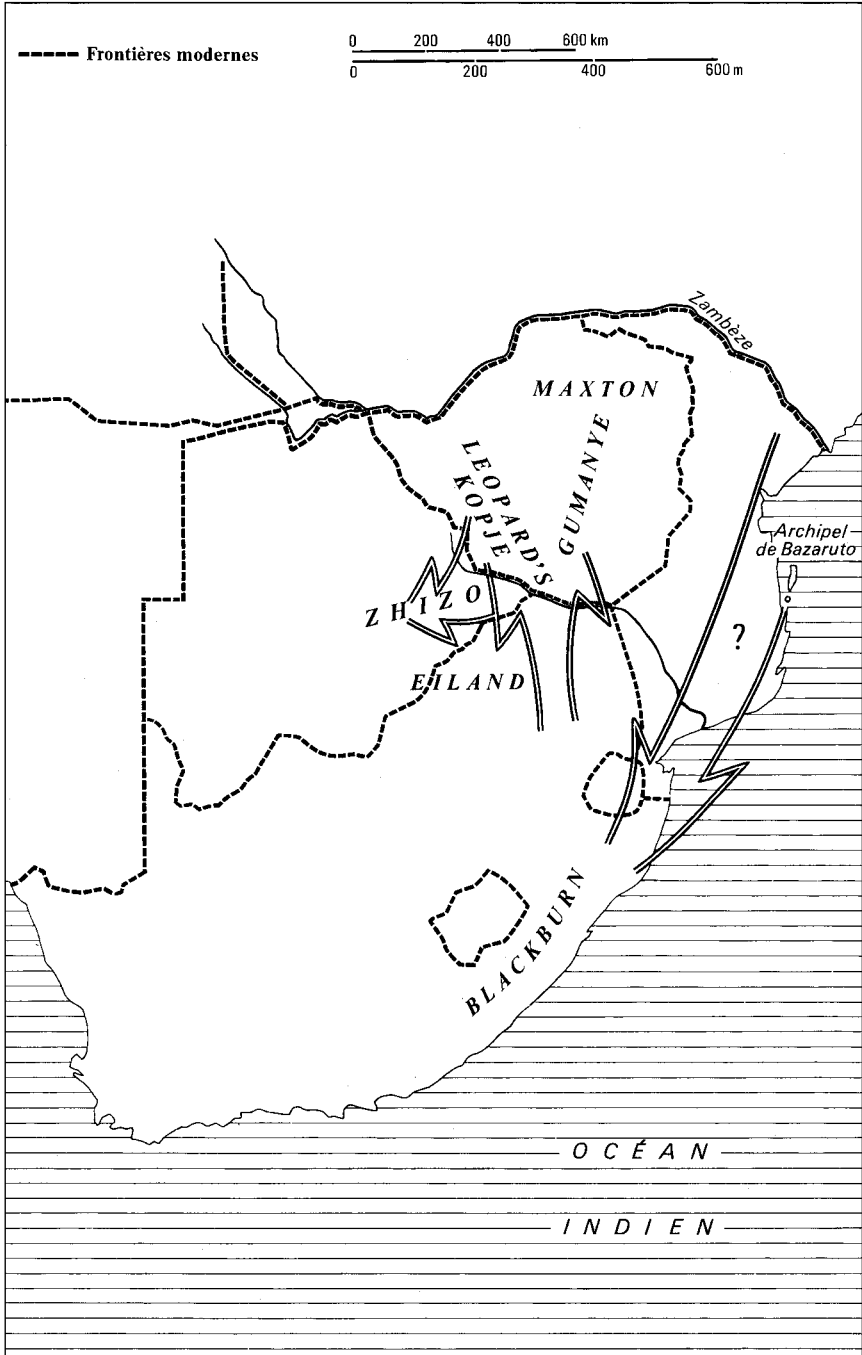 Frontières modernes
0 200 400 600 km
0 200 400 600 m
Zambèze
MAXTON
LEOPARD'S
KOPJE
GUMANYE
Archipel
de Bazaruto
ZHIZO
?
EILAND
BLACKBURN
OCÉAN
INDIEN